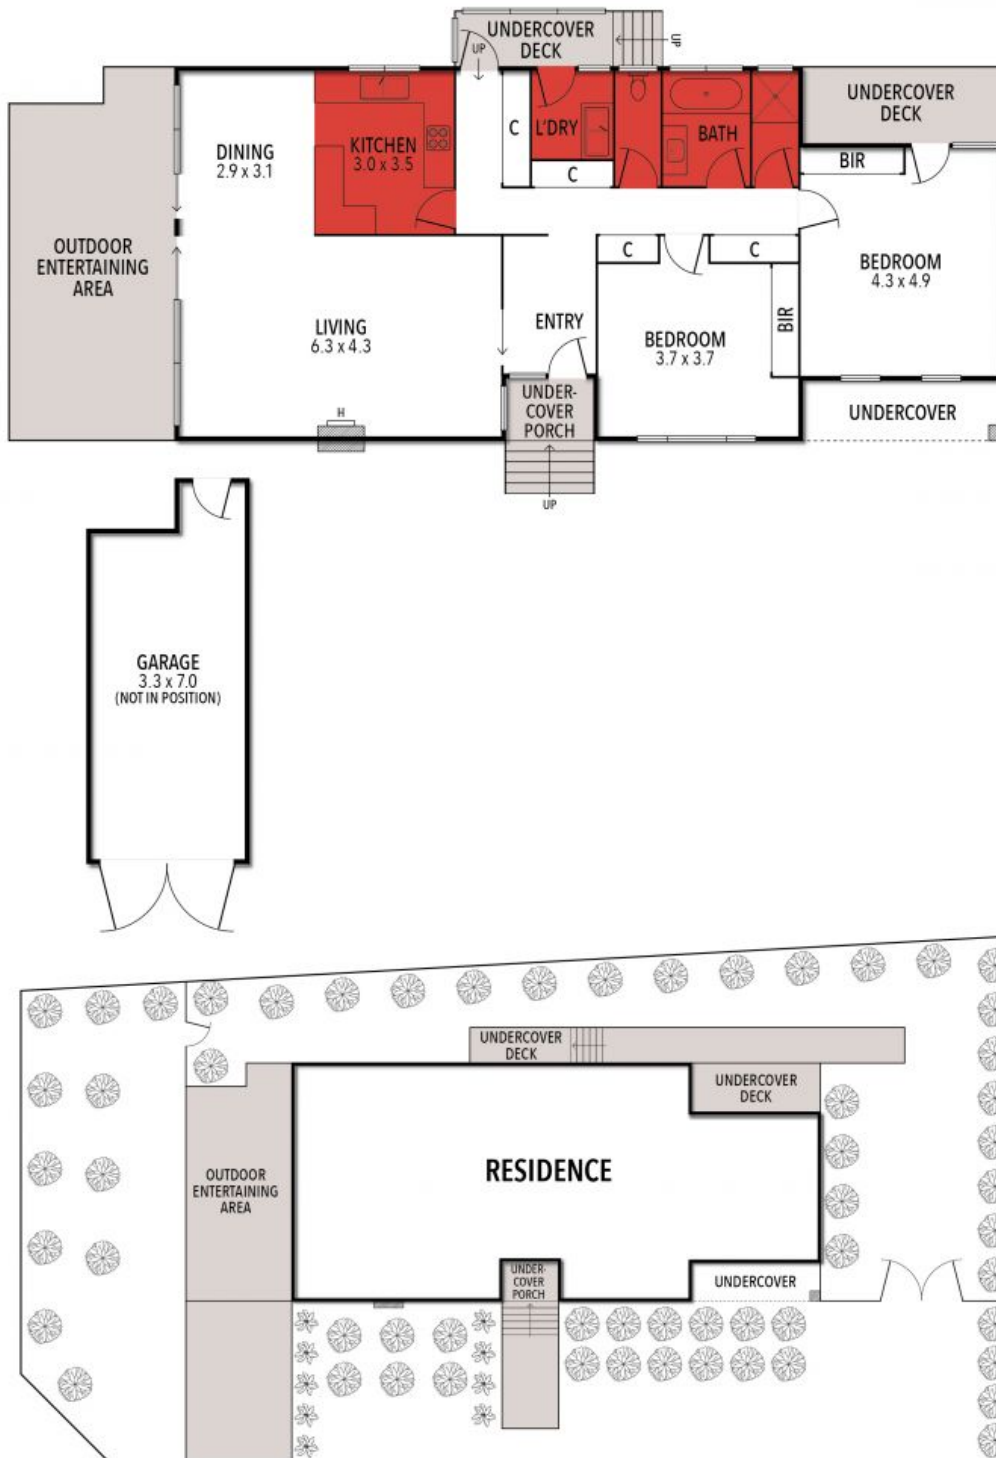 UNDERCOVER
DECK
UP
UP
UNDERCOVER
DECK
C
L'DRY
BATH
KITCHEN
3.0 x 3.5
DINING
2.9 x 3.1
C
BIR
OUTDOOR
ENTERTAINING
AREA
C
C
BEDROOM
4.3 x 4.9
LIVING
6.3 x 4.3
ENTRY
BEDROOM
3.7 x 3.7
BIR
H
UNDER-
COVER
PORCH
UNDERCOVER
UP
GARAGE
3.3 x 7.0
(NOT IN POSITION)
UNDERCOVER
DECK
UNDERCOVER
DECK
OUTDOOR
ENTERTAINING
AREA
RESIDENCE
UNDER-
COVER
PORCH
UNDERCOVER